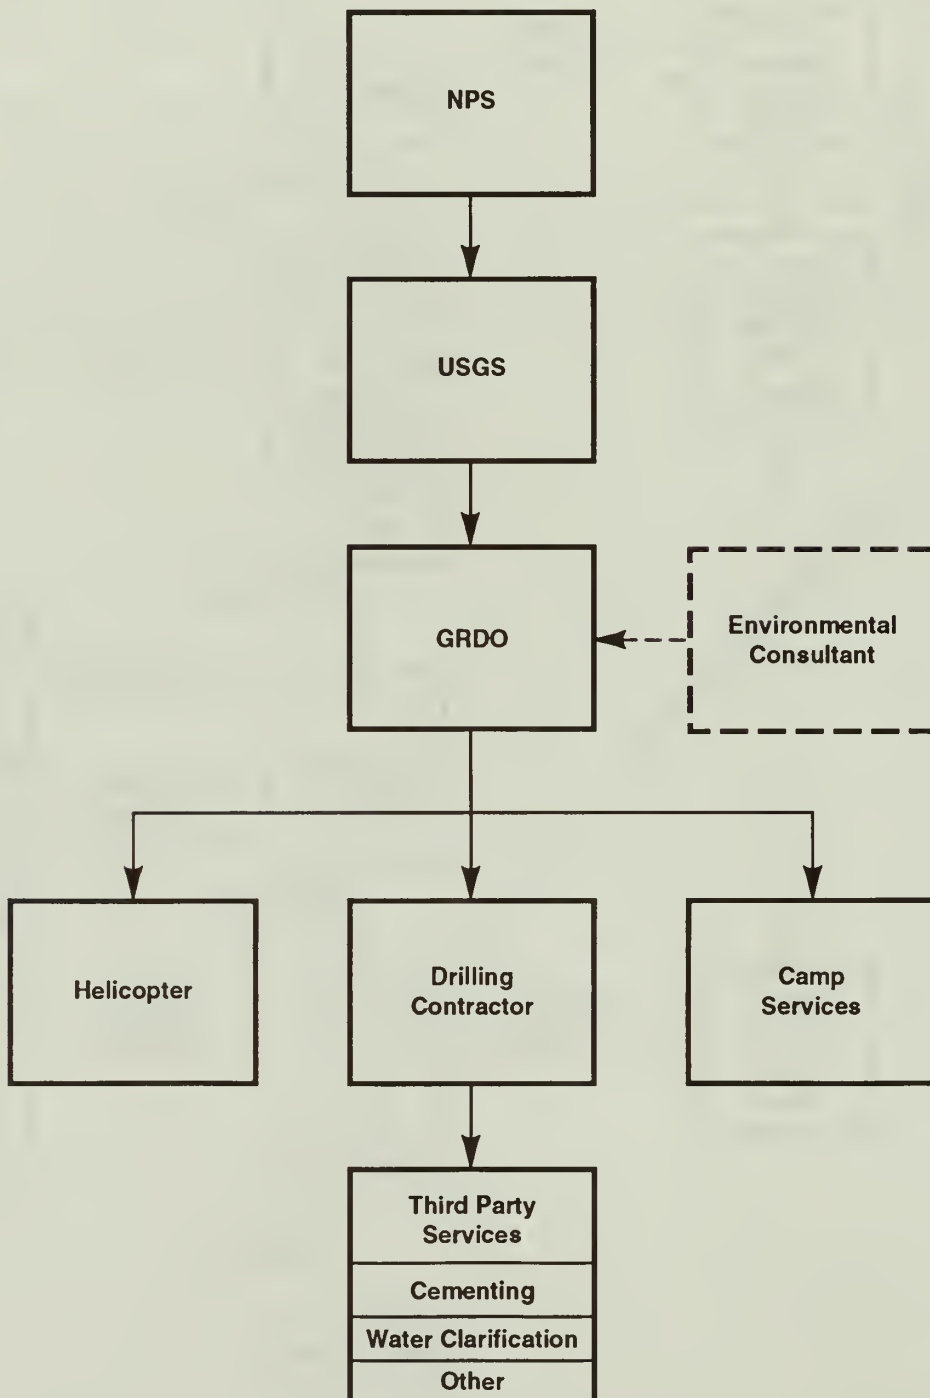 NPS
USGS
GRDO
Environmental
Consultant
Helicopter
Drilling
Contractor
Camp
Services
Third Party
Services
Cementing
Water Clarification
Other